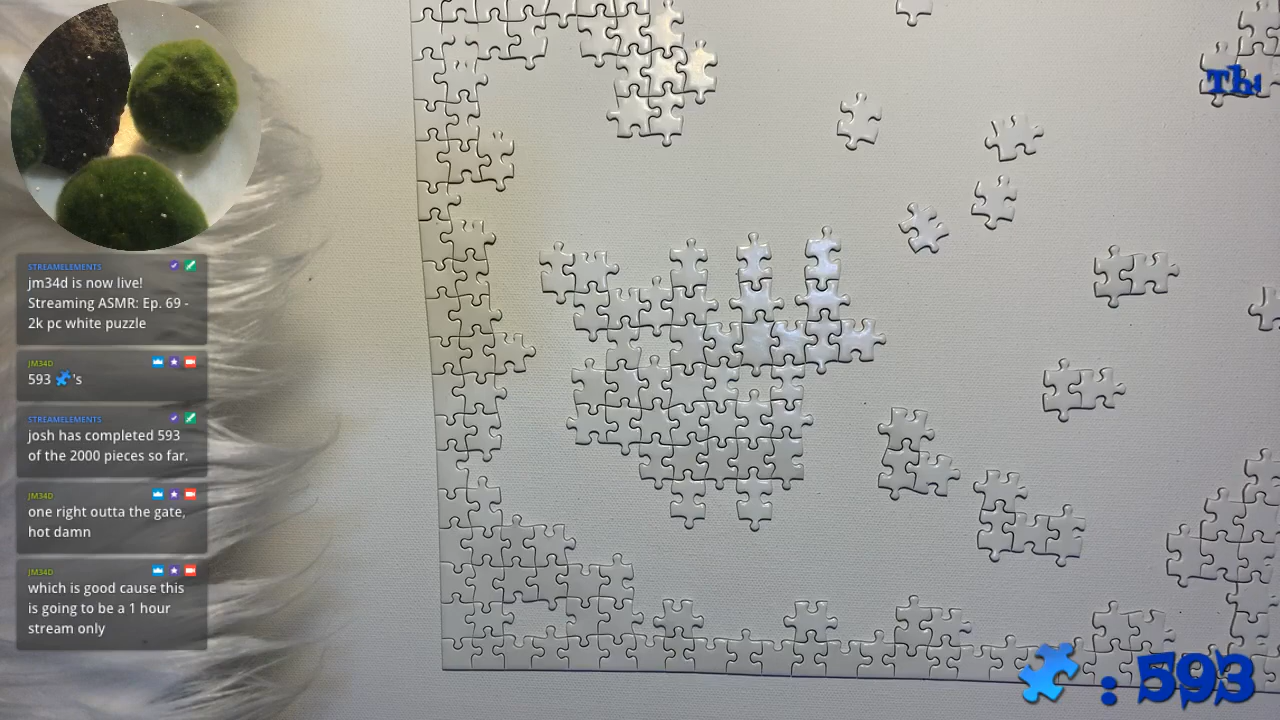 Th
STREAMELEMENTS
jm34d is now live!
Streaming ASMR: Ep. 69 -
2k pc white puzzle
JM34D
593 🧩's
STREAMELEMENTS
josh has completed 593
of the 2000 pieces so far.
JM34D
one right outta the gate,
hot damn
JM34D
which is good cause this
is going to be a 1 hour
stream only
: 593